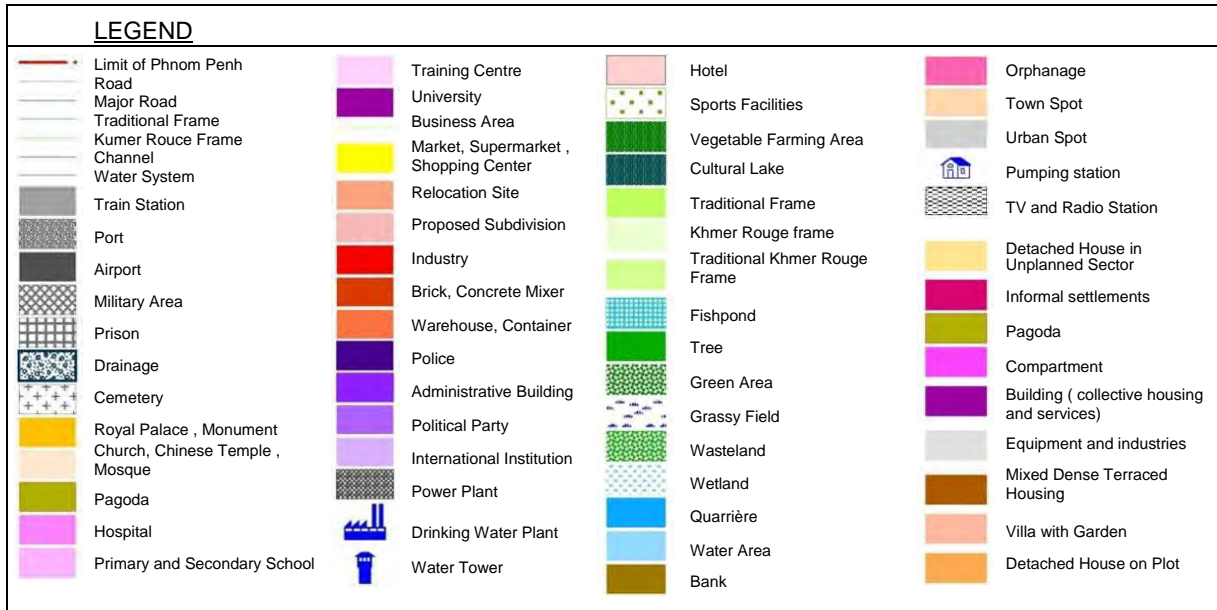 LEGEND
Limit of Phnom Penh
Road
Major Road
Traditional Frame
Kumer Rouce Frame
Channel
Water System
Train Station
Port
Airport
Military Area
Prison
Drainage
Cemetery
Royal Palace , Monument
Church, Chinese Temple ,
Mosque
Pagoda
Hospital
Primary and Secondary School
Training Centre
University
Business Area
Market, Supermarket ,
Shopping Center
Relocation Site
Proposed Subdivision
Industry
Brick, Concrete Mixer
Warehouse, Container
Police
Administrative Building
Political Party
International Institution
Power Plant
Drinking Water Plant
Water Tower
Hotel
Sports Facilities
Vegetable Farming Area
Cultural Lake
Traditional Frame
Khmer Rouge frame
Traditional Khmer Rouge
Frame
Fishpond
Tree
Green Area
Grassy Field
Wasteland
Wetland
Quarrière
Water Area
Bank
Orphanage
Town Spot
Urban Spot
Pumping station
TV and Radio Station
Detached House in
Unplanned Sector
Informal settlements
Pagoda
Compartment
Building ( collective housing
and services)
Equipment and industries
Mixed Dense Terraced
Housing
Villa with Garden
Detached House on Plot